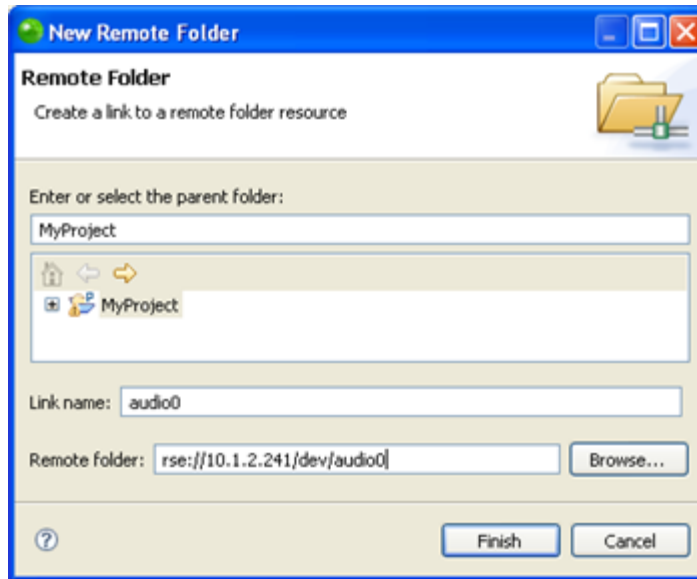 New Remote Folder
Remote Folder
Create a link to a remote folder resource
Enter or select the parent folder:
MyProject
MyProject
Link name: audio0
Remote folder: rse://10.1.2.241/dev/audio0 Browse...
Finish Cancel